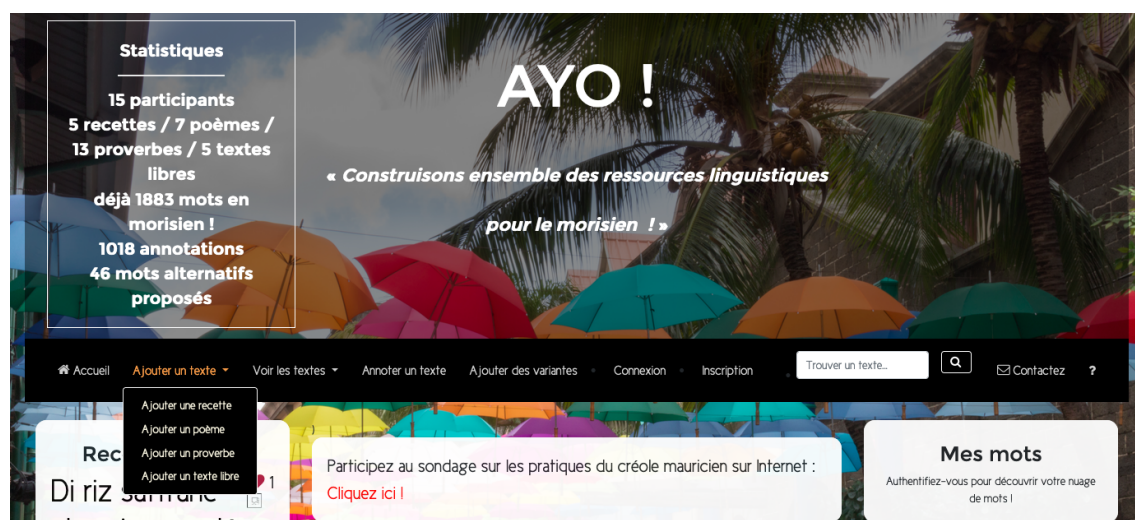 Statistiques
15 participants
5 recettes / 7 poèmes /
13 proverbes / 5 textes
libres
déjà 1883 mots en
morisien !
1018 annotations
46 mots alternatifs
proposés
AYO !
« Construisons ensemble des ressources linguistiques
pour le morisien ! »
Accueil Ajouter un texte Voir les textes Annoter un texte Ajouter des variantes Connexion Inscription Trouver un texte... Contactez ?
Ajouter une recette
Ajouter un poème
Ajouter un proverbe
Ajouter un texte libre
Rec
Di riz 1
Participez au sondage sur les pratiques du créole mauricien sur Internet :
Cliquez ici !
Mes mots
Authentifiez-vous pour découvrir votre nuage
de mots !